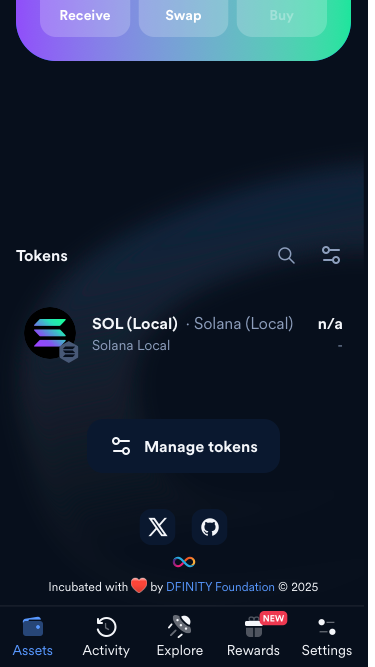 Receive Swap Buy
Tokens
SOL (Local) · Solana (Local) n/a
Solana Local -
Manage tokens
Incubated with ❤️ by DFINITY Foundation © 2025
NEW
Assets Activity Explore Rewards Settings